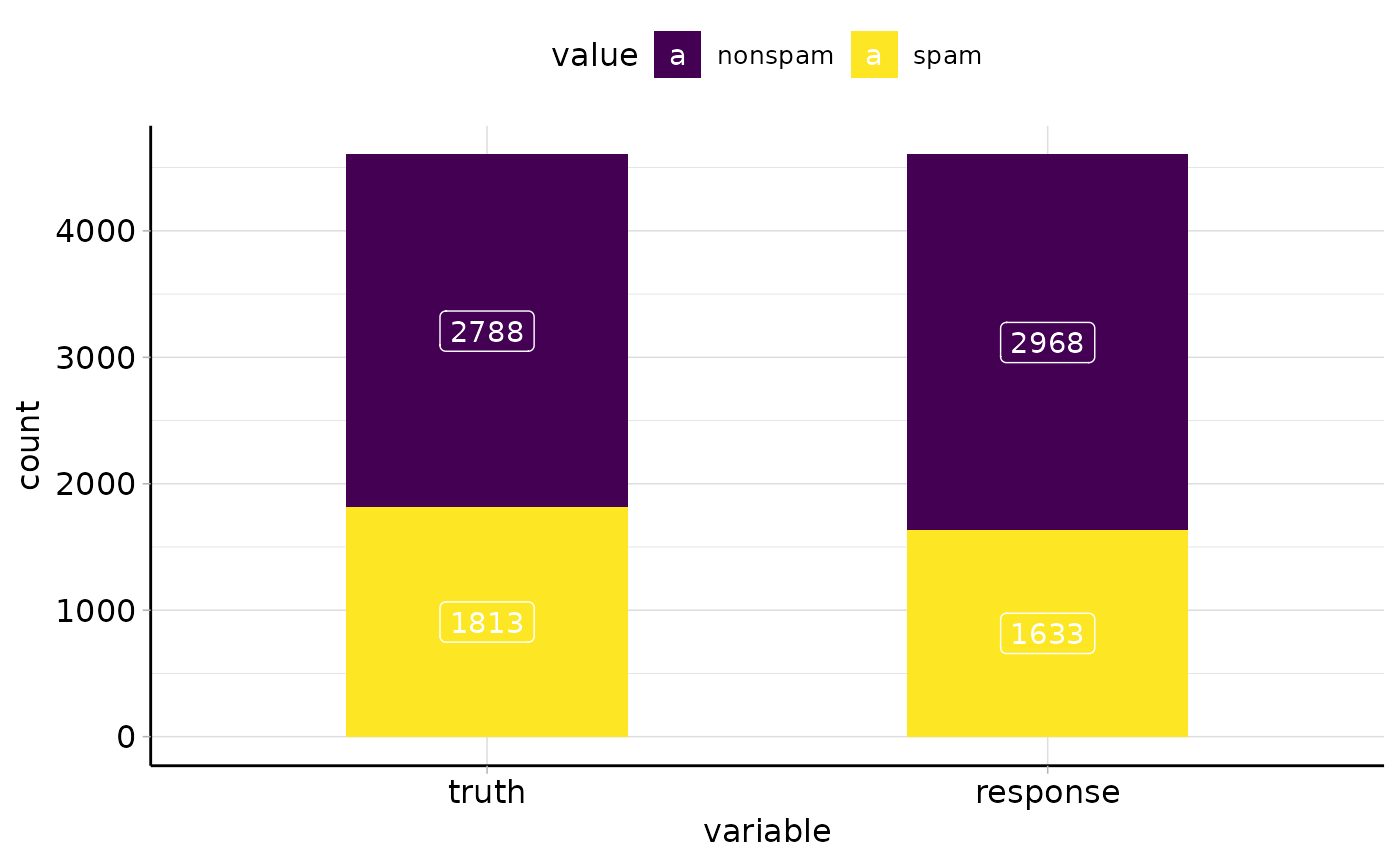 value a nonspam a spam
4000
3000
2000
1000
0
count
2788
2968
1813
1633
truth response
variable